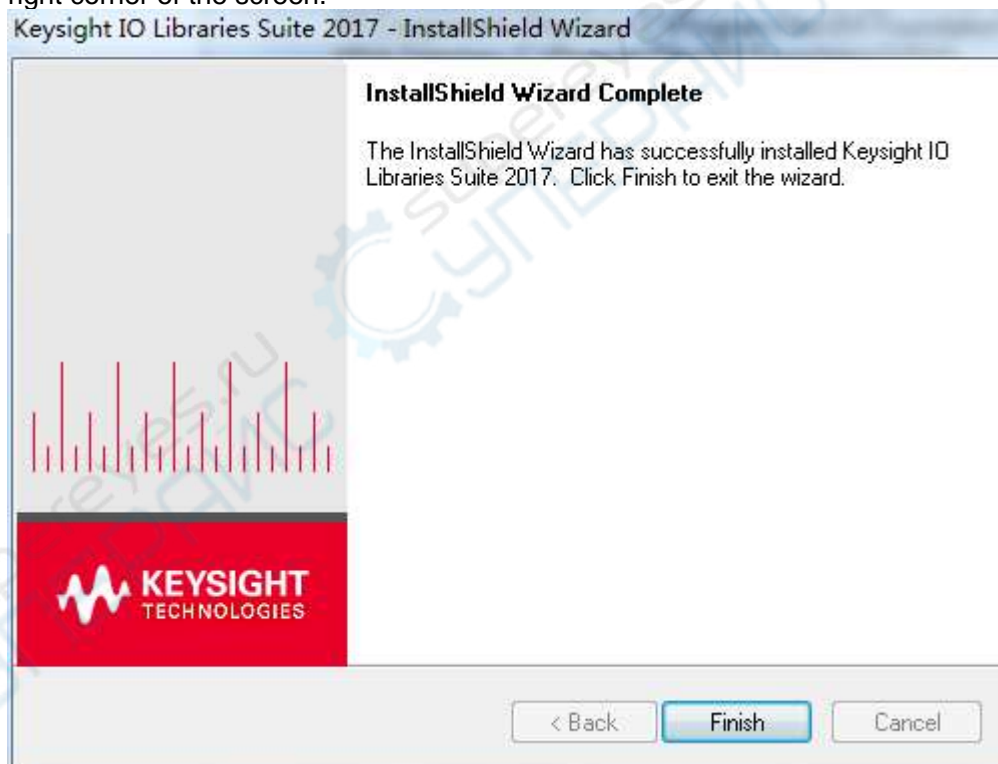 right corner of the screen.
Keysight IO Libraries Suite 2017 - InstallShield Wizard
InstallShield Wizard Complete
The InstallShield Wizard has successfully installed Keysight IO
Libraries Suite 2017. Click Finish to exit the wizard.
KEYSIGHT
TECHNOLOGIES
< Back
Finish
Cancel